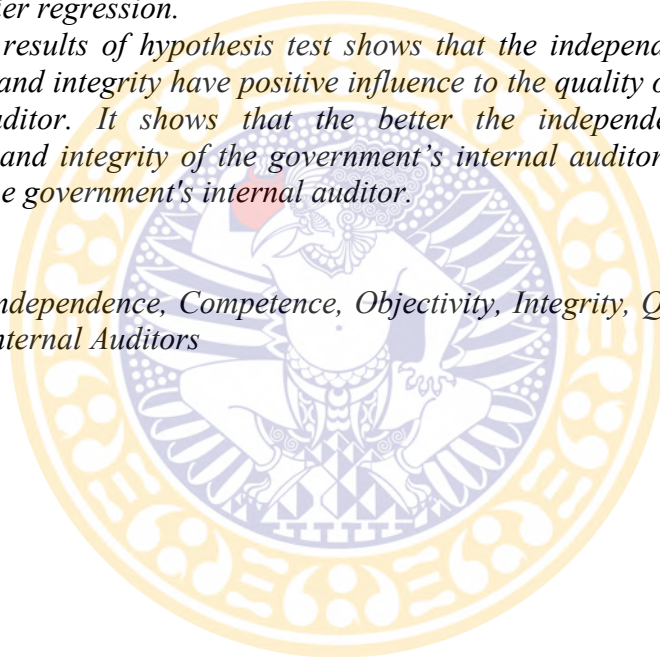 ier regression.
results of hypothesis test shows that the independ
and integrity have positive influence to the quality o
uditor. It shows that the better the independe
and integrity of the government's internal auditor
e government's internal auditor.
ndependence, Competence, Objectivity, Integrity, Q
nternal Auditors